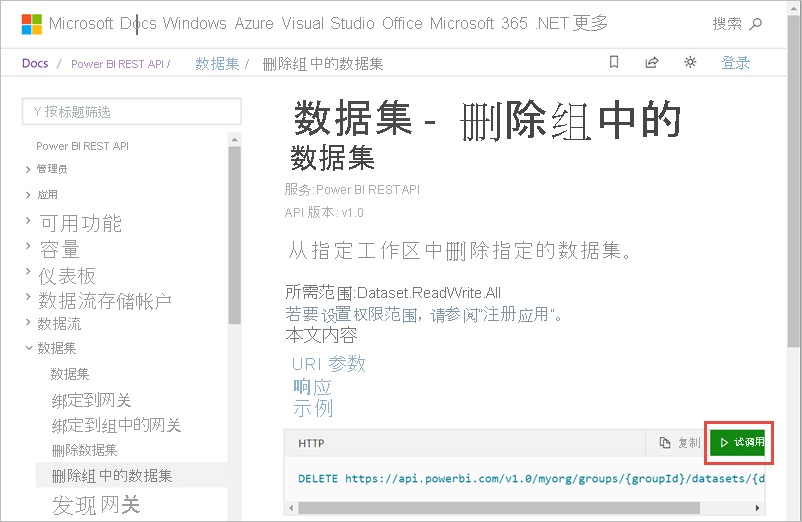 Microsoft Docs Windows Azure Visual Studio Office Microsoft 365 .NET 更多 搜索
Docs / Power BI REST API / 数据集 / 删除组中的数据集 登录
按标题筛选
Power BI REST API
管理员
应用
可用功能
容量
仪表板
数据流存储帐户
数据流
数据集
数据集
绑定到网关
绑定到组中的网关
删除数据集
删除组中的数据集
发现网关
数据集 - 删除组中的
数据集
服务:Power BI REST API
API 版本: v1.0
从指定工作区中删除指定的数据集。
所需范围:Dataset.ReadWrite.All
若要设置权限范围，请参阅"注册应用"。
本文内容
URI 参数
响应
示例
HTTP 复制 试调用
DELETE https://api.powerbi.com/v1.0/myorg/groups/{groupId}/datasets/{d